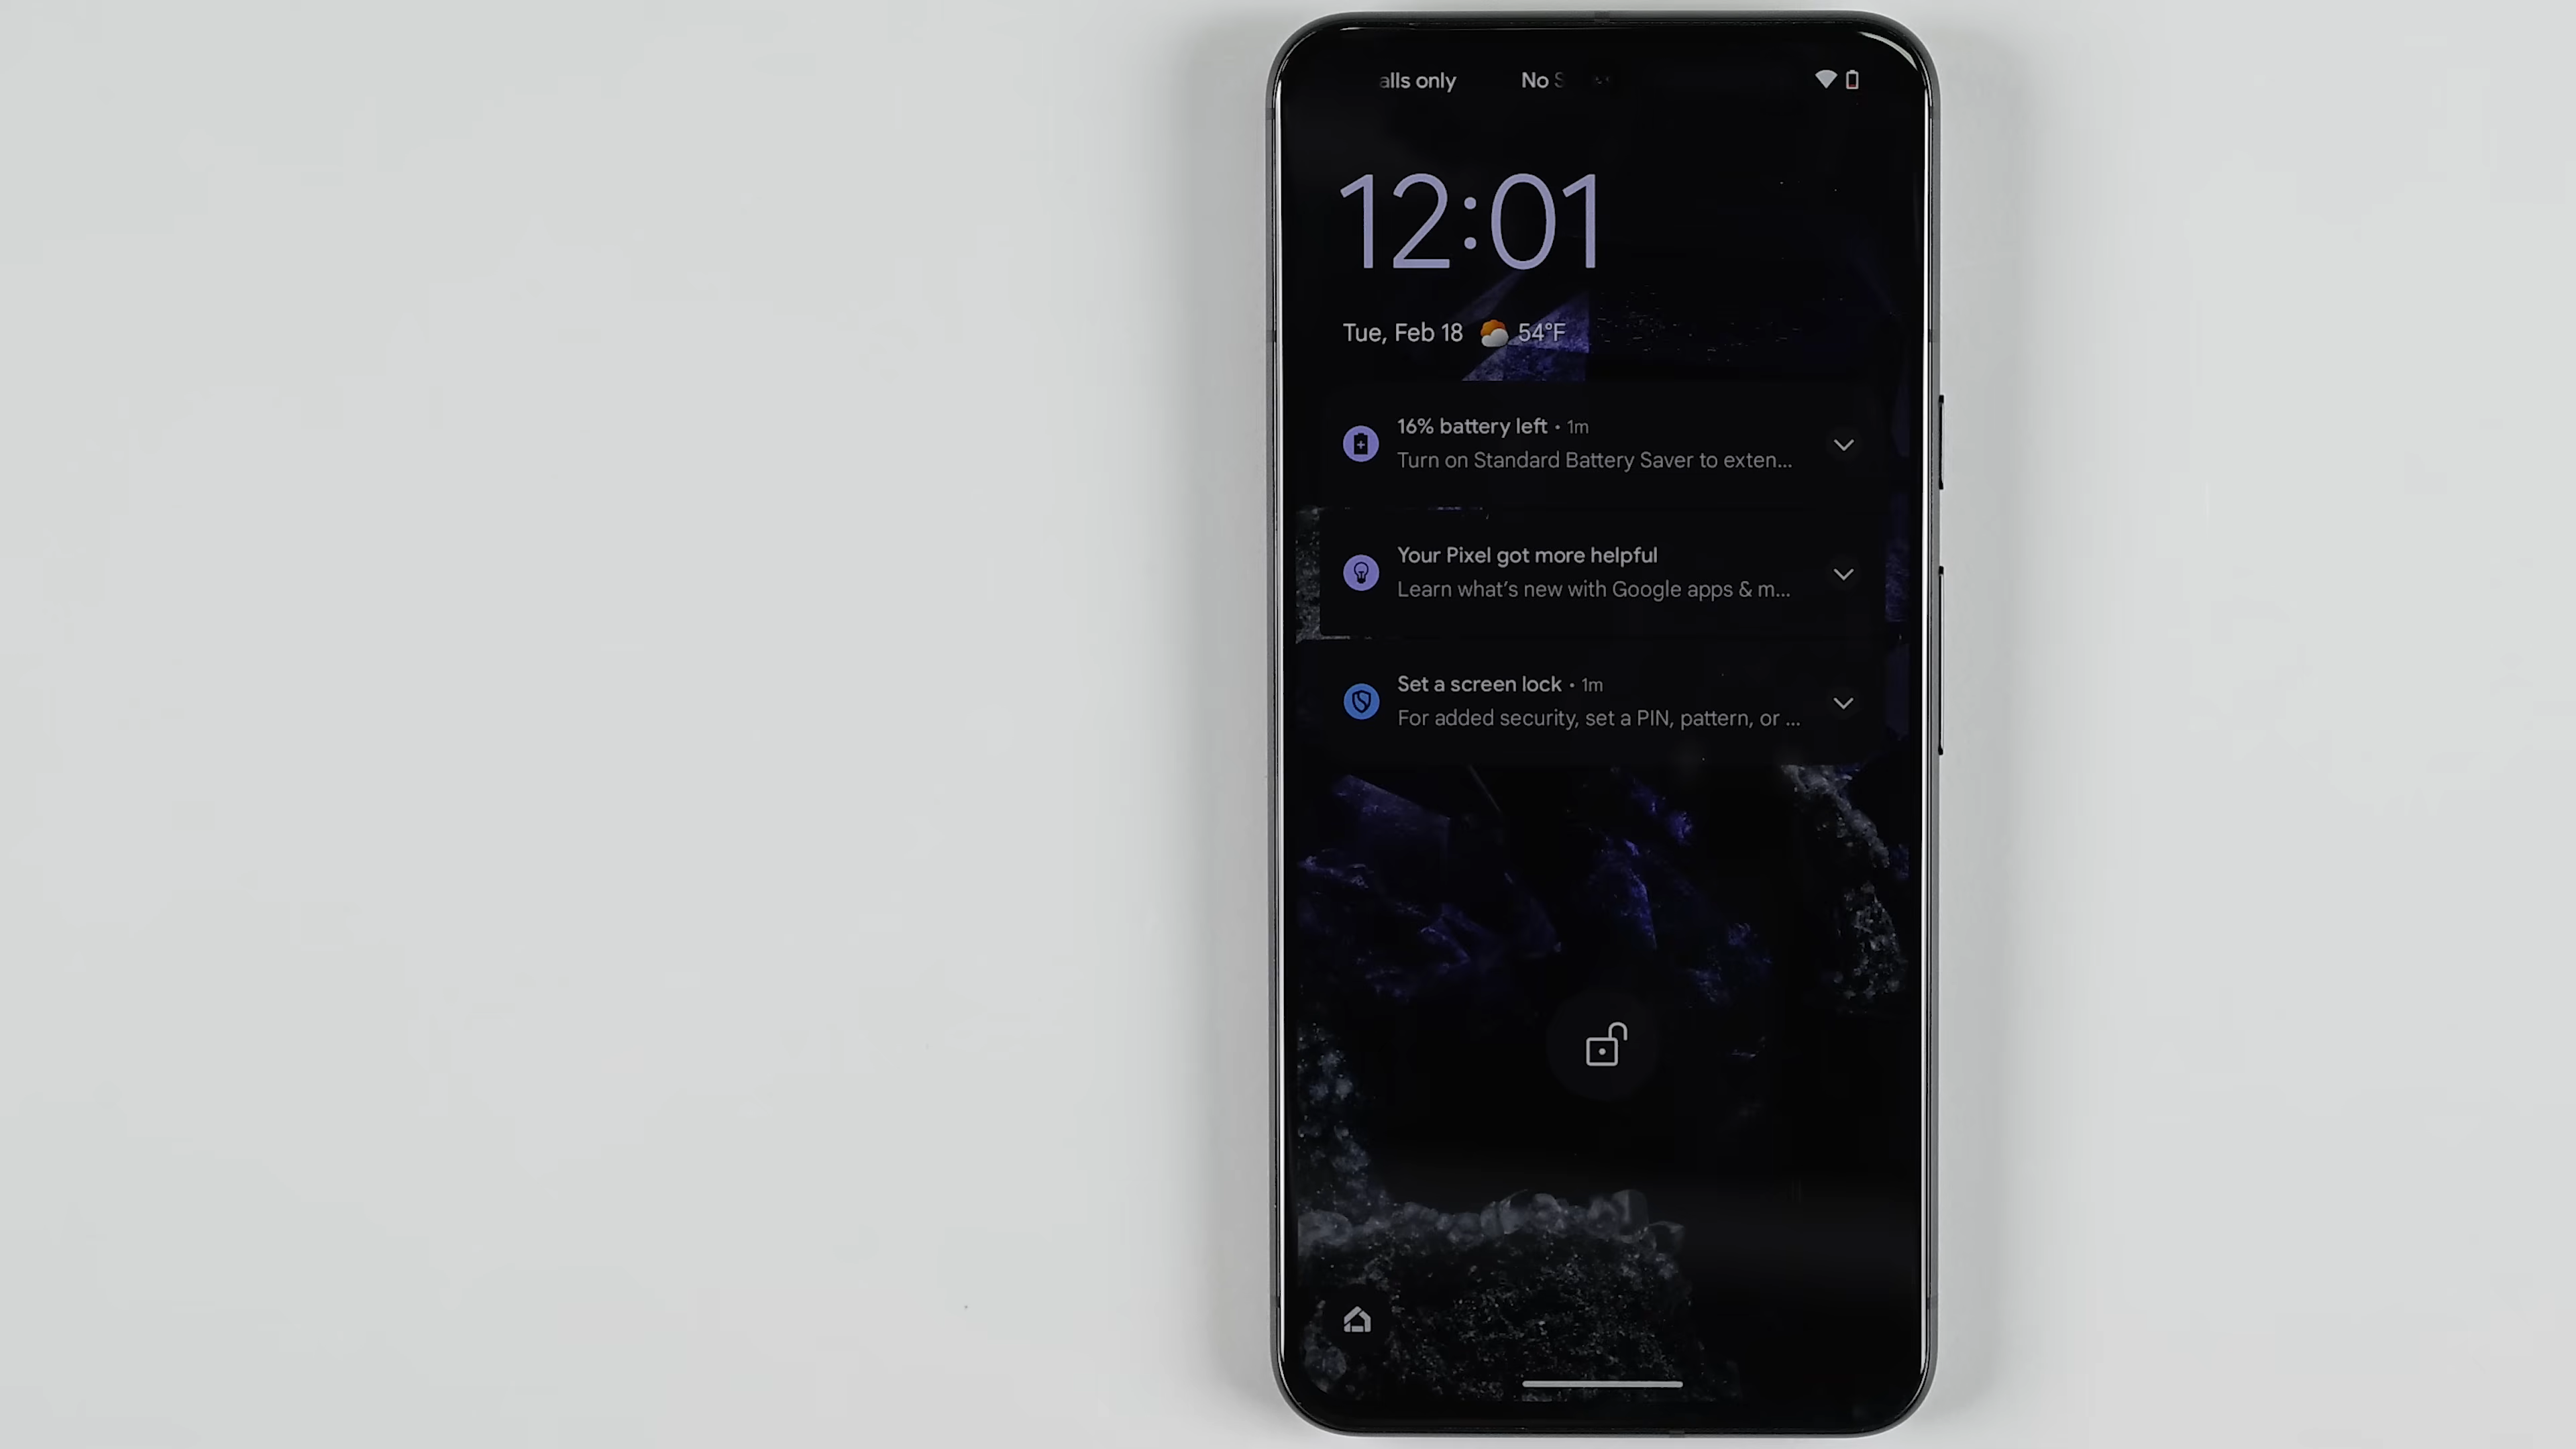 alls only No S
12:01
Tue, Feb 18 54°F
16% battery left • 1m
Turn on Standard Battery Saver to exten...
Your Pixel got more helpful
Learn what's new with Google apps & m...
Set a screen lock • 1m
For added security, set a PIN, pattern, or ...